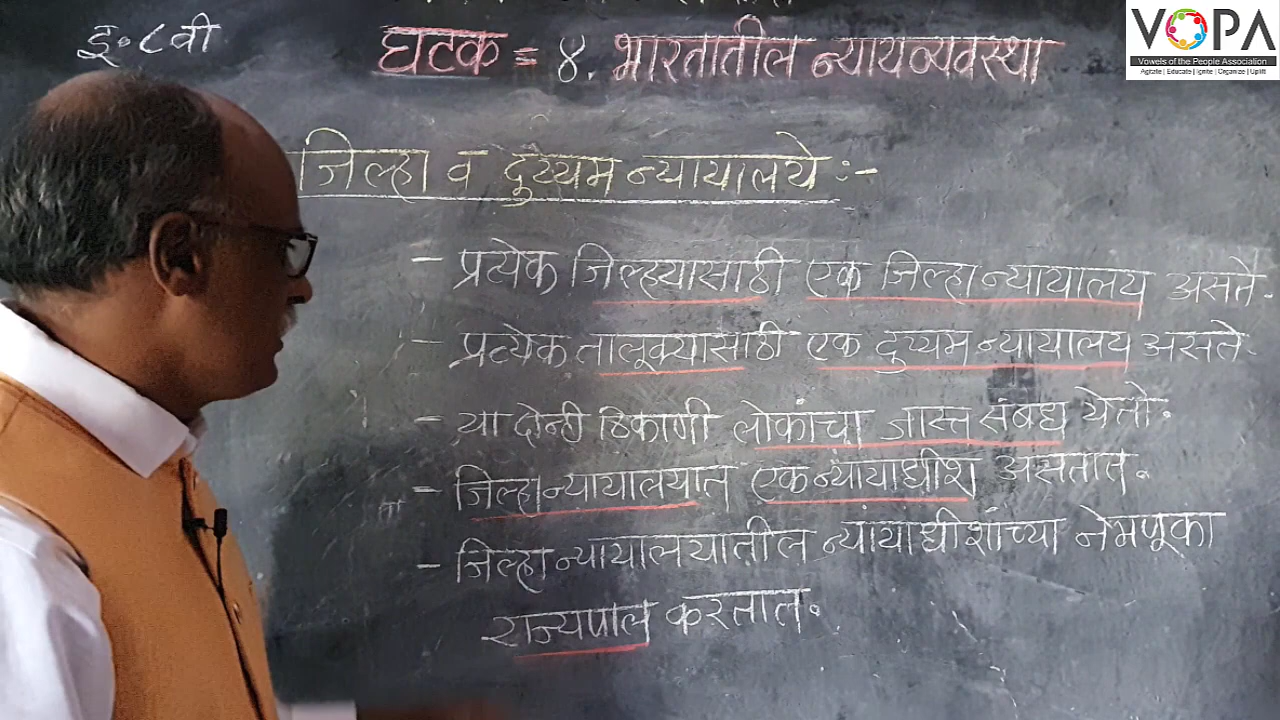 इ.८वी
घटक = ४. भारतातील न्यायव्यवस्था
VOPA
Vowels of the People Association
Agitate | Educate | Ignite | Organize | Uplift
जिल्हा व दुय्यम न्यायालये :-
- प्रत्येक जिल्ह्यासाठी एक जिल्हा न्यायालय असते.
- प्रत्येक तालूक्यासाठी एक दुय्यम न्यायालय असते.
- या दोन्ही ठिकाणी लोकांचा जास्त संबध येतो.
- जिल्हा न्यायालयात एक न्यायाधीश असतात.
- जिल्हा न्यायालयातील न्यांयाधीशांच्या नेमणूका
राज्यपाल करतात.